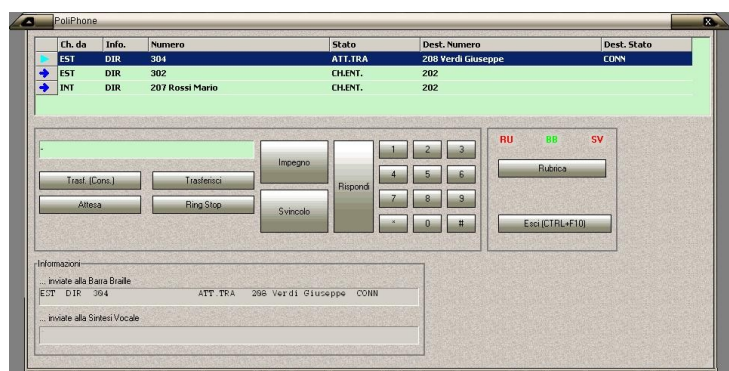 PoliPhone
Ch. da Info. Numero Stato Dest. Numero Dest. Stato
EST DIR 304 ATT.TRA 208 Verdi Giuseppe CONN
EST DIR 302 CH.ENT. 202
INT DIR 207 Rossi Mario CH.ENT. 202
-
Trasf. (Cons.) Trasferisci
Attesa Ring Stop
Impegno
Svincolo
Rispondi
1 2 3
4 5 6
7 8 9
* 0 #
RU BB SV
Rubrica
Esci (CTRL+F10)
Informazioni
... inviate alla Barra Braille
EST DIR 304 ATT.TRA 208 Verdi Giuseppe CONN
... inviate alla Sintesi Vocale